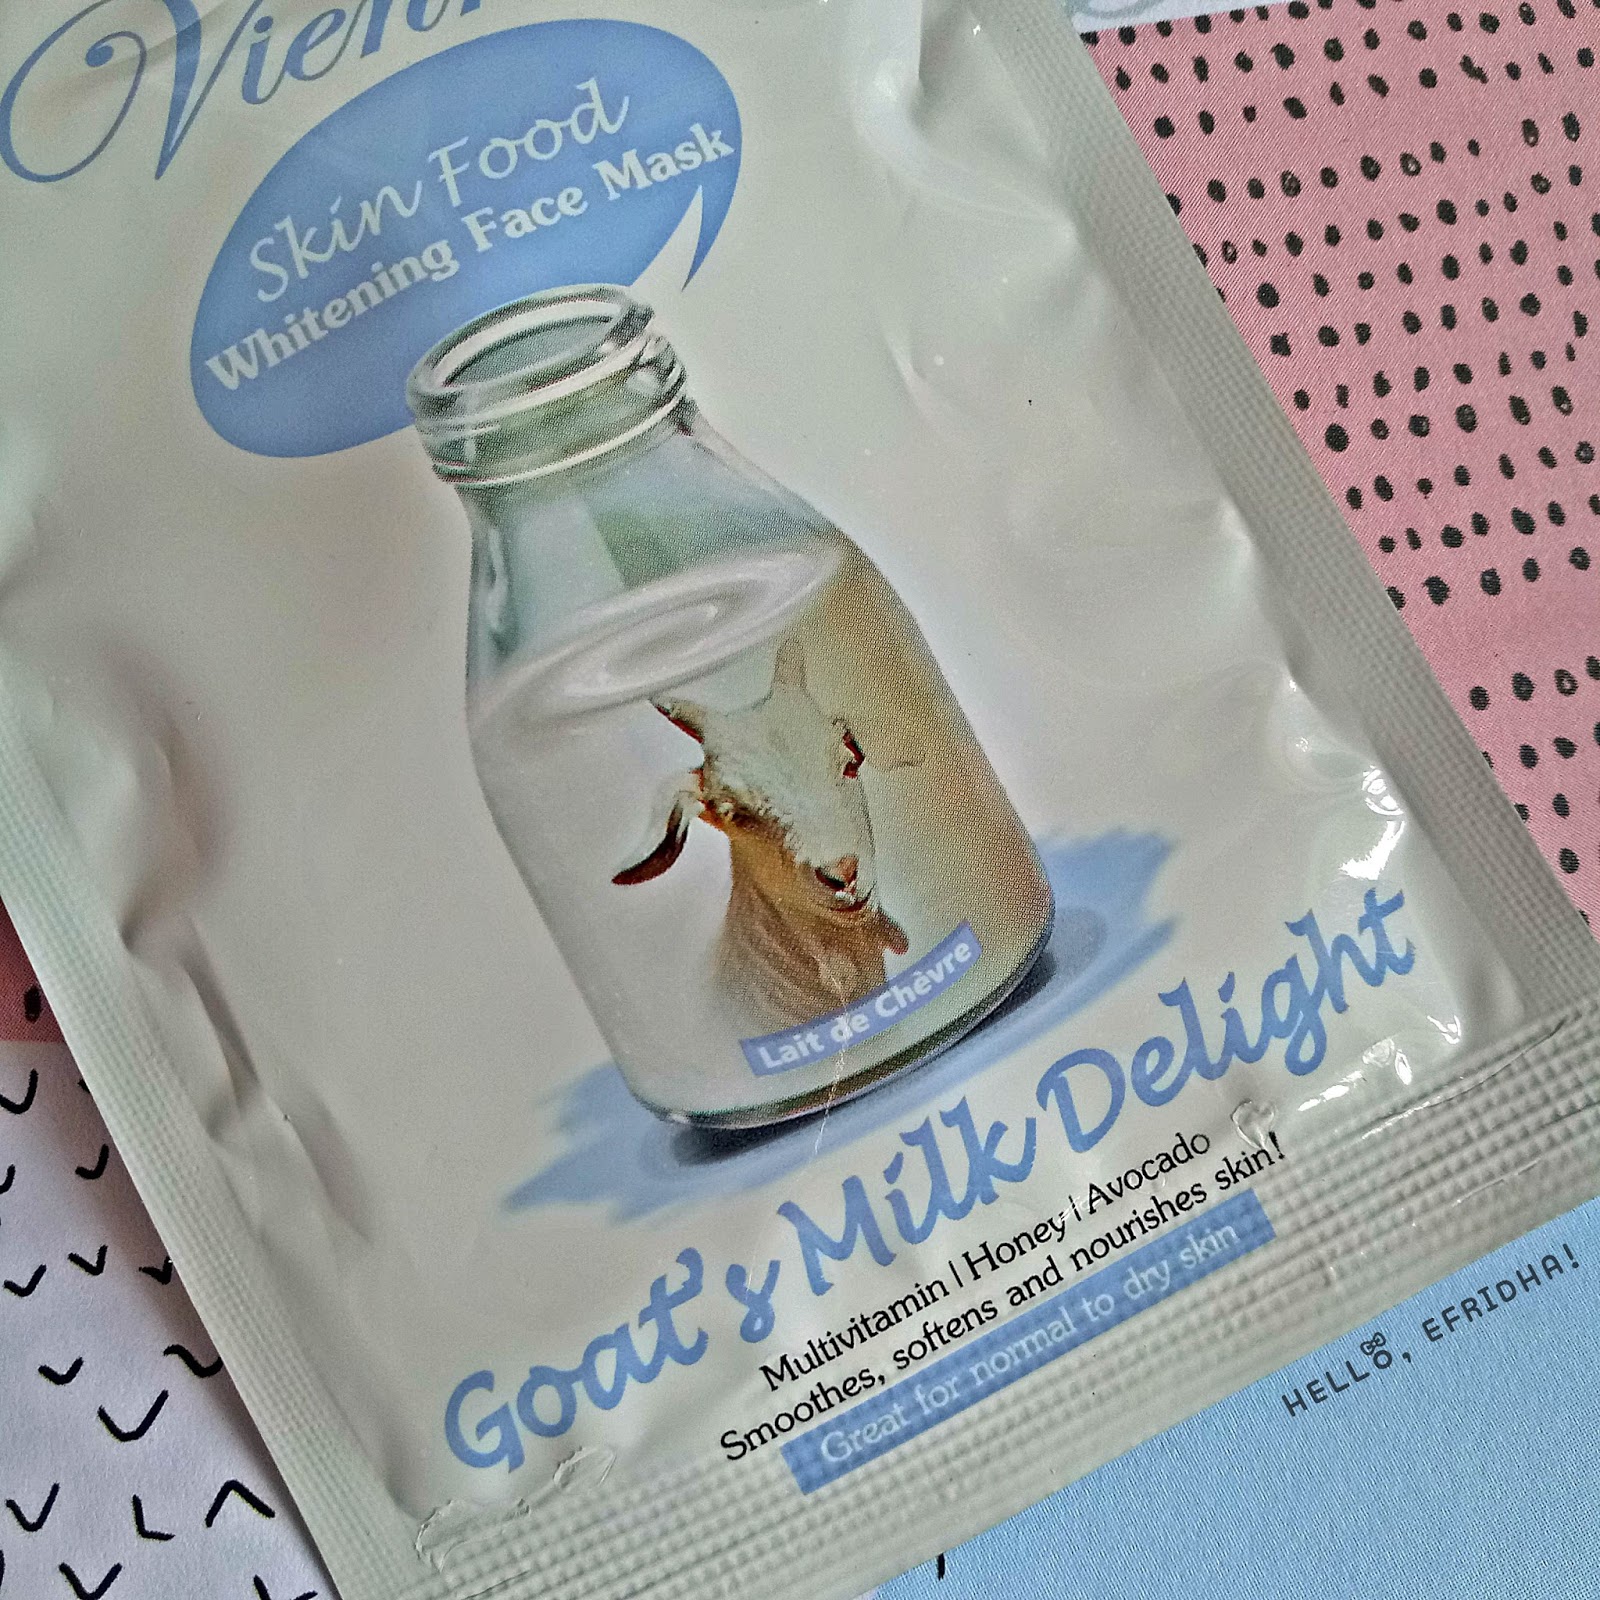 Skin Food
Whitening Face Mask
Lait de Chèvre
Goat's Milk Delight
Multivitamin | Honey | Avocado
Smoothes, softens and nourishes skin!
Great for normal to dry skin
HELLO, EFRIDHA!